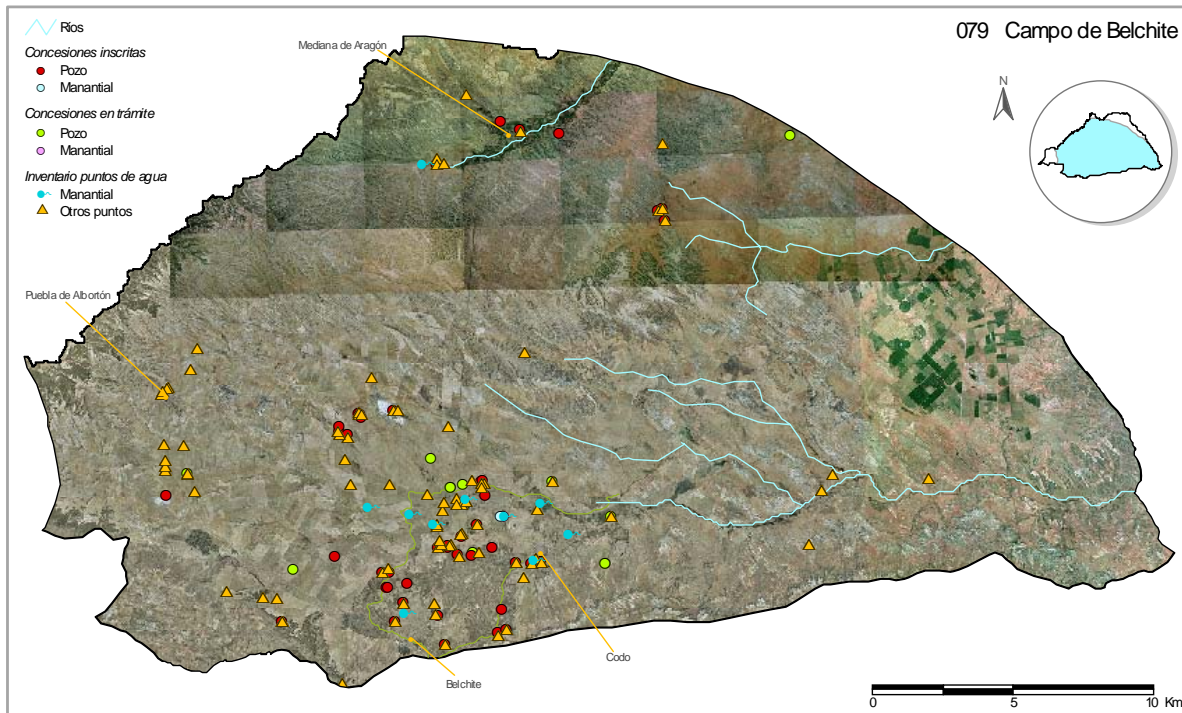 079 Campo de Belchite
Ríos
Concesiones inscritas
Pozo
Manantial
Concesiones en trámite
Pozo
Manantial
Inventario puntos de agua
Manantial
Otros puntos
Mediana de Aragón
N
Puebla de Albortón
Codo
Belchite
0 5 10 Km